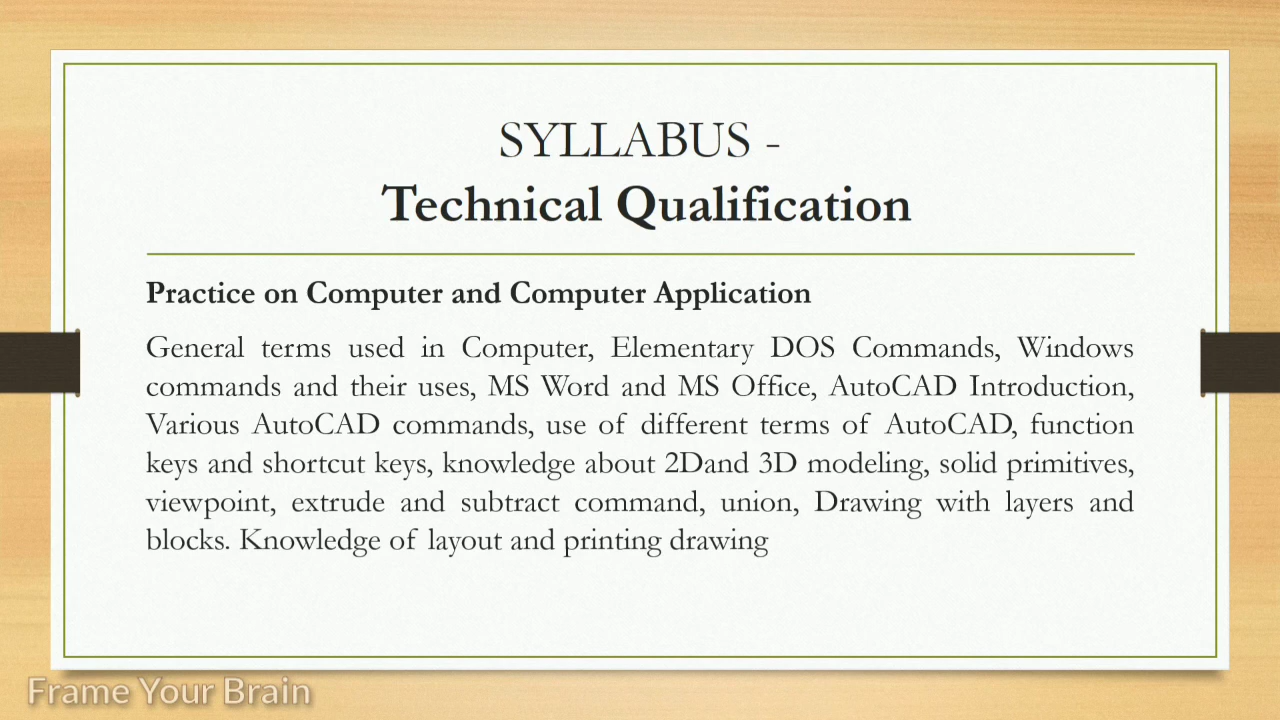 SYLLABUS -
Technical Qualification
Practice on Computer and Computer Application
General terms used in Computer, Elementary DOS Commands, Windows
commands and their uses, MS Word and MS Office, AutoCAD Introduction,
Various AutoCAD commands, use of different terms of AutoCAD, function
keys and shortcut keys, knowledge about 2Dand 3D modeling, solid primitives,
viewpoint, extrude and subtract command, union, Drawing with layers and
blocks. Knowledge of layout and printing drawing
Frame Your Brain